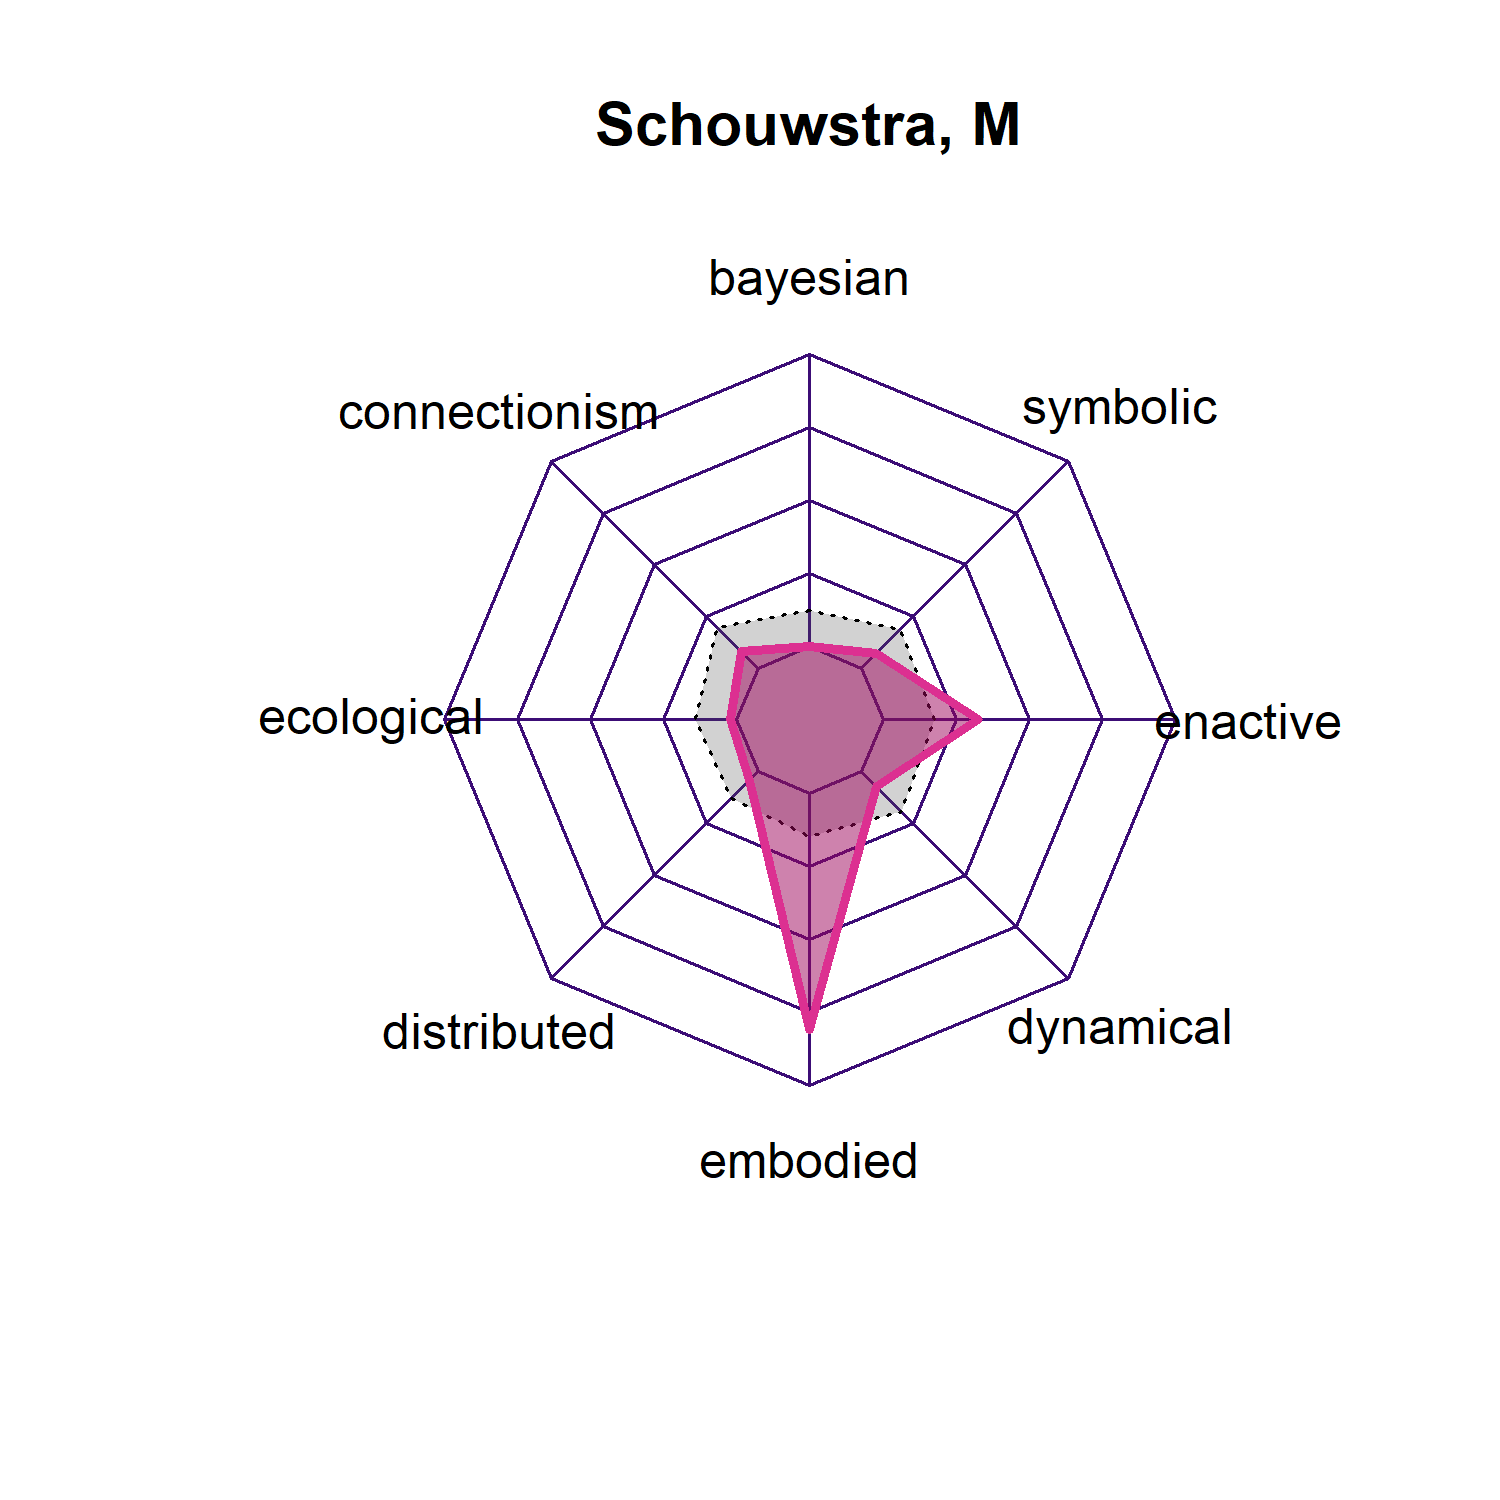 Schouwstra, M
bayesian
symbolic
connectionism
ecological
enactive
distributed
dynamical
embodied